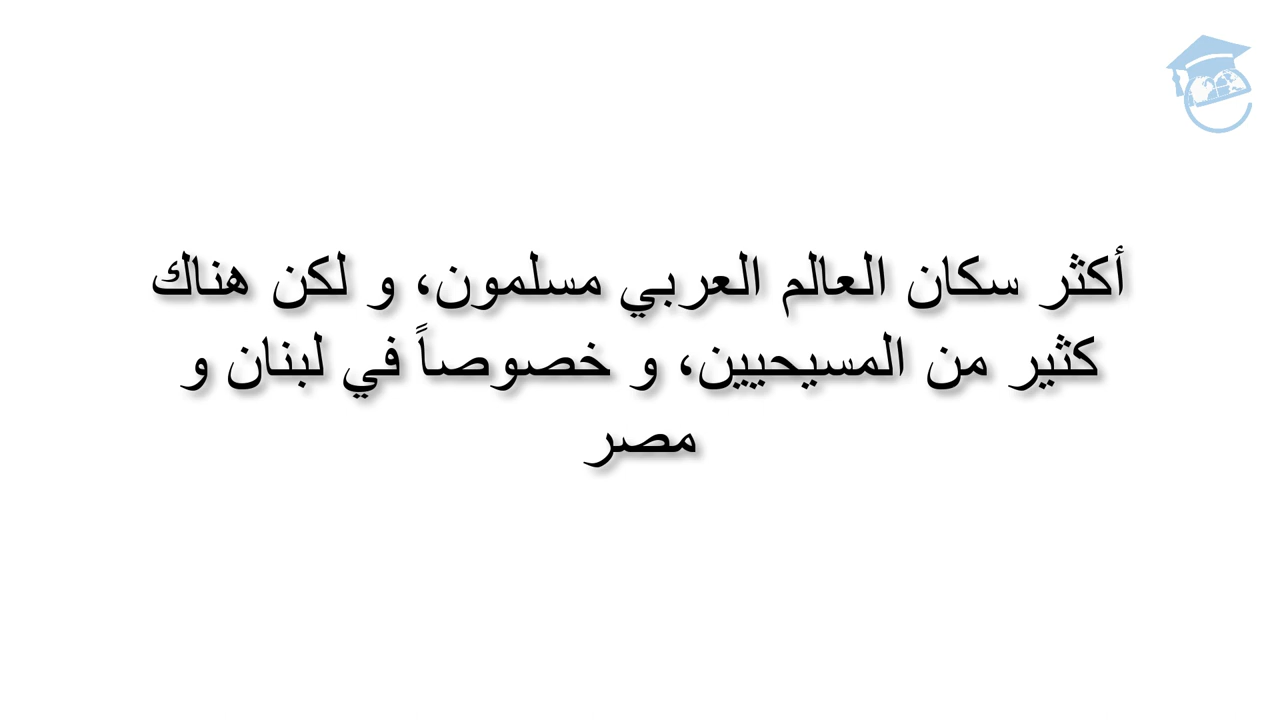 أكثر سكان العالم العربي مسلمون، و لكن هناك
كثير من المسيحيين، و خصوصاً في لبنان و
مصر